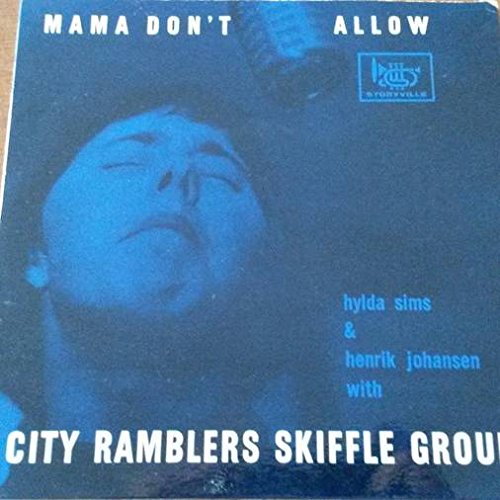 MAMA DON'T ALLOW
STORYVILLE
hylda sims
&
henrik johansen
with
CITY RAMBLERS SKIFFLE GROU